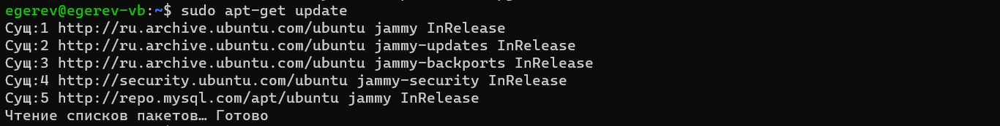 egerev@egerev-vb:~$ sudo apt-get update
Сущ:1 http://ru.archive.ubuntu.com/ubuntu jammy InRelease
Сущ:2 http://ru.archive.ubuntu.com/ubuntu jammy-updates InRelease
Сущ:3 http://ru.archive.ubuntu.com/ubuntu jammy-backports InRelease
Сущ:4 http://security.ubuntu.com/ubuntu jammy-security InRelease
Сущ:5 http://repo.mysql.com/apt/ubuntu jammy InRelease
Чтение списков пакетов… Готово